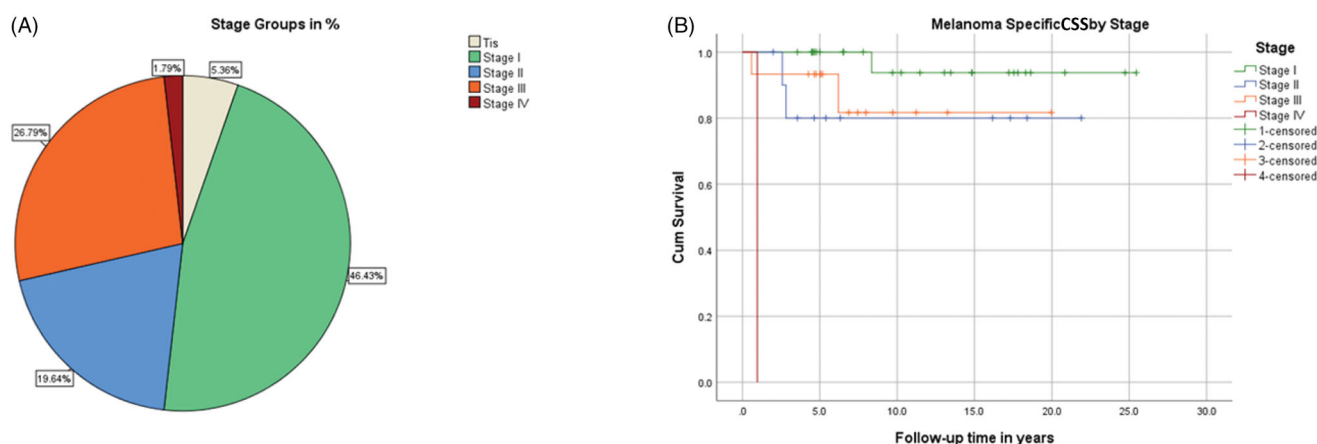 (A)
Stage Groups in %
Tis
Stage I
Stage II
Stage III
Stage IV
1.79%
5.36%
26.79%
46.43%
19.64%
(B)
Melanoma SpecificCSSbyStage
Stage
Stage I
Stage II
Stage III
Stage IV
1-censored
2-censored
3-censored
4-censored
Cum Survival
1.0
0.8
0.6
0.4
0.2
0.0
.0
5.0
10.0
15.0
20.0
25.0
30.0
Follow-up time in years